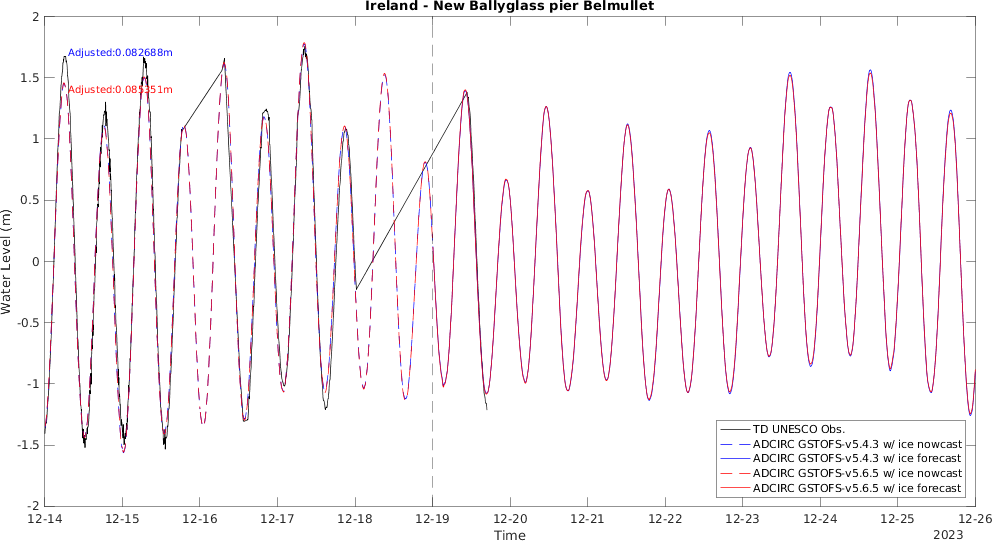 Ireland - New Ballyglass pier Belmullet
Adjusted:0.082688m
Adjusted:0.085351m
Water Level (m)
2
1.5
1
0.5
0
-0.5
-1
-1.5
-2
TD UNESCO Obs.
ADCIRC GSTOFS-v5.4.3 w/ ice nowcast
ADCIRC GSTOFS-v5.4.3 w/ ice forecast
ADCIRC GSTOFS-v5.6.5 w/ ice nowcast
ADCIRC GSTOFS-v5.6.5 w/ ice forecast
12-14 12-15 12-16 12-17 12-18 12-19 12-20 12-21 12-22 12-23 12-24 12-25 12-26
Time
2023